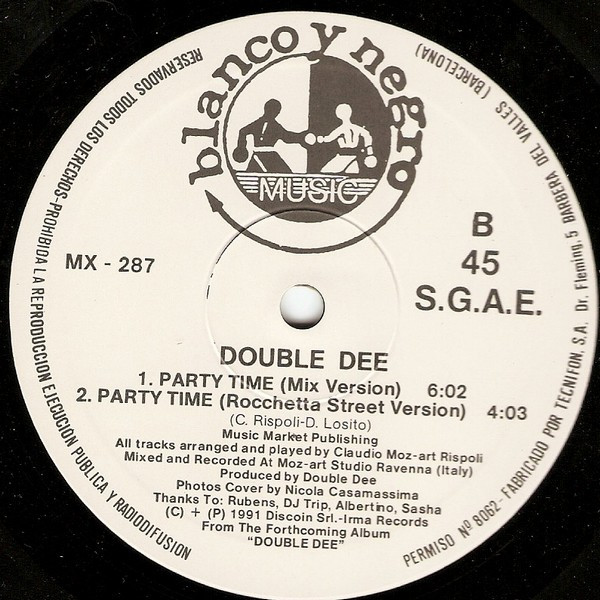 blanco y negro
MUSIC
MX - 287
B
45
S.G.A.E.
DOUBLE DEE
1. PARTY TIME (Mix Version) 6:02
2. PARTY TIME (Rocchetta Street Version) 4:03
(C. Rispoli-D. Losito)
Music Market Publishing
All tracks arranged and played by Claudio Moz-art Rispoli
Mixed and Recorded At Moz-art Studio Ravenna (Italy)
Produced by Double Dee
Photos Cover by Nicola Casamassima
Thanks To: Rubens, DJ Trip, Albertino, Sasha
(C) + (P) 1991 Discoin Srl.-Irma Records
From The Forthcoming Album
"DOUBLE DEE"
RESERVADOS TODOS LOS DERECHOS-PROHIBIDA LA REPRODUCCION EJECUCION PUBLICA Y RADIODIFUSION
PERMISO Nº 8062-FABRICADO POR TECNIFON, S.A. Dr. Fleming, 5 BARBERA DEL VALLES (BARCELONA)